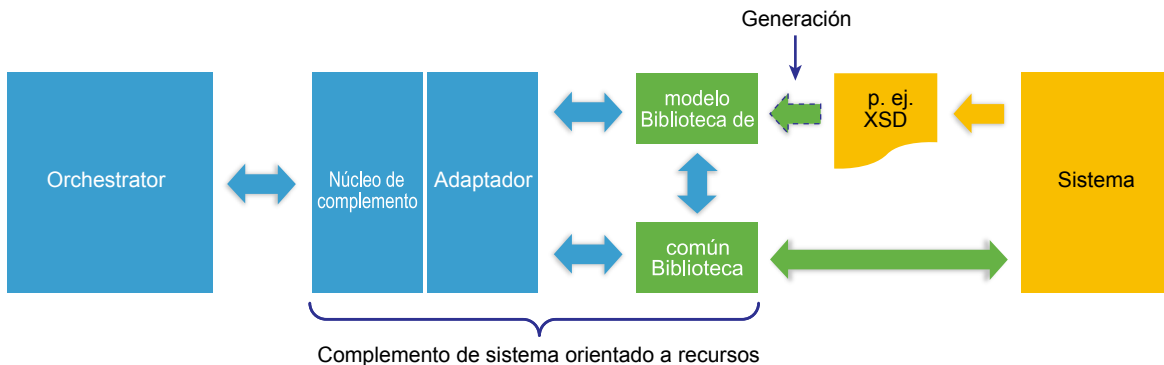 Generación
Orchestrator
Núcleo de
complemento
Adaptador
modelo
Biblioteca de
p. ej.
XSD
Sistema
común
Biblioteca
Complemento de sistema orientado a recursos